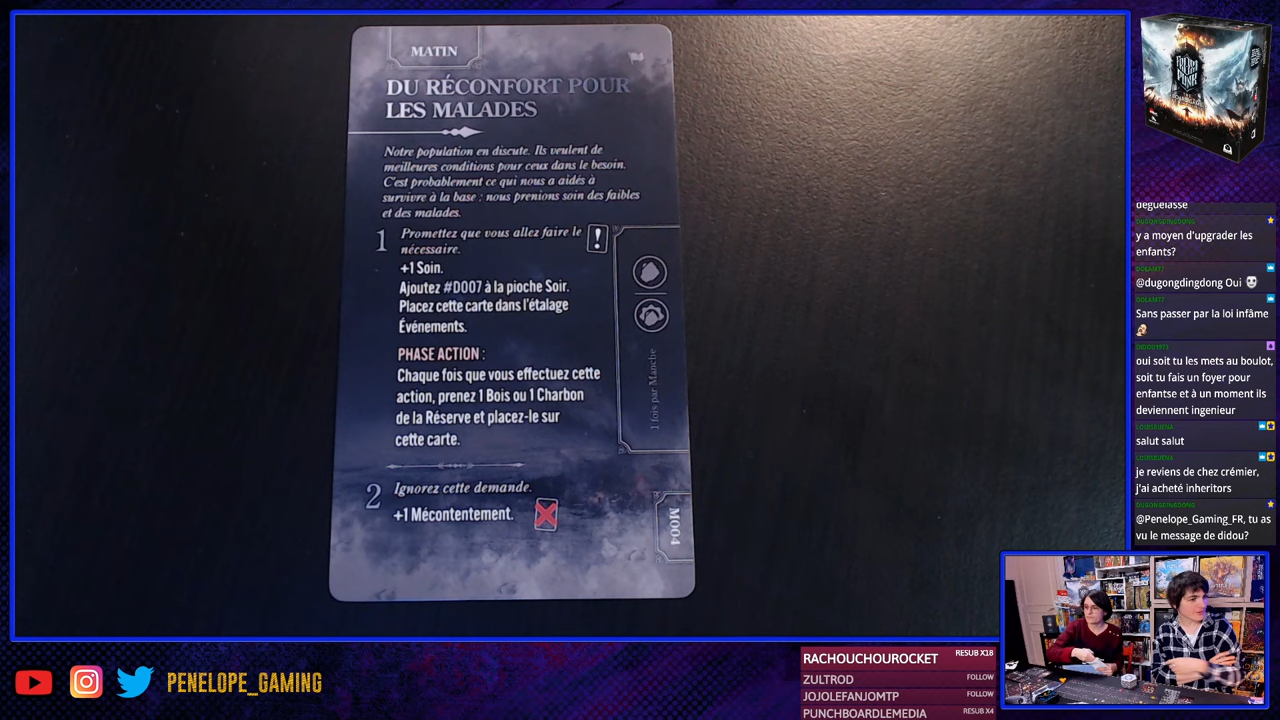 MATIN
DU RÉCONFORT POUR
LES MALADES
Notre population en discute. Ils veulent de
meilleures conditions pour ceux dans le besoin.
C'est probablement ce qui nous a aidés à
survivre à la base : nous prenions soin des faibles
et des malades.
1 Promettez que vous allez faire le
nécessaire.
!
+1 Soin.
Ajoutez #D007 à la pioche Soir.
Placez cette carte dans l'étalage
Événements.
PHASE ACTION :
Chaque fois que vous effectuez cette
action, prenez 1 Bois ou 1 Charbon
de la Réserve et placez-le sur
cette carte.
1 fois par Manche
2 Ignorez cette demande.
+1 Mécontentement.
M004
FROST
PUNK
déguelasse
DUGONGDINGDONG
y a moyen d'upgrader les
enfants?
@dugongdingdong Oui
Sans passer par la loi infâme
DIDOU1973
oui soit tu les mets au boulot,
soit tu fais un foyer pour
enfantse et à un moment ils
deviennent ingenieur
salut salut
je reviens de chez crémier,
j'ai acheté inheritors
DUGONGDINGDONG
@Penelope_Gaming_FR, tu as
vu le message de didou?
RACHOUCHOUROCKET RESUB X18
ZULTROD FOLLOW
JOJOLEFANJOMTP FOLLOW
PUNCHBOARDLEMEDIA RESUB X4
PENELOPE_GAMING